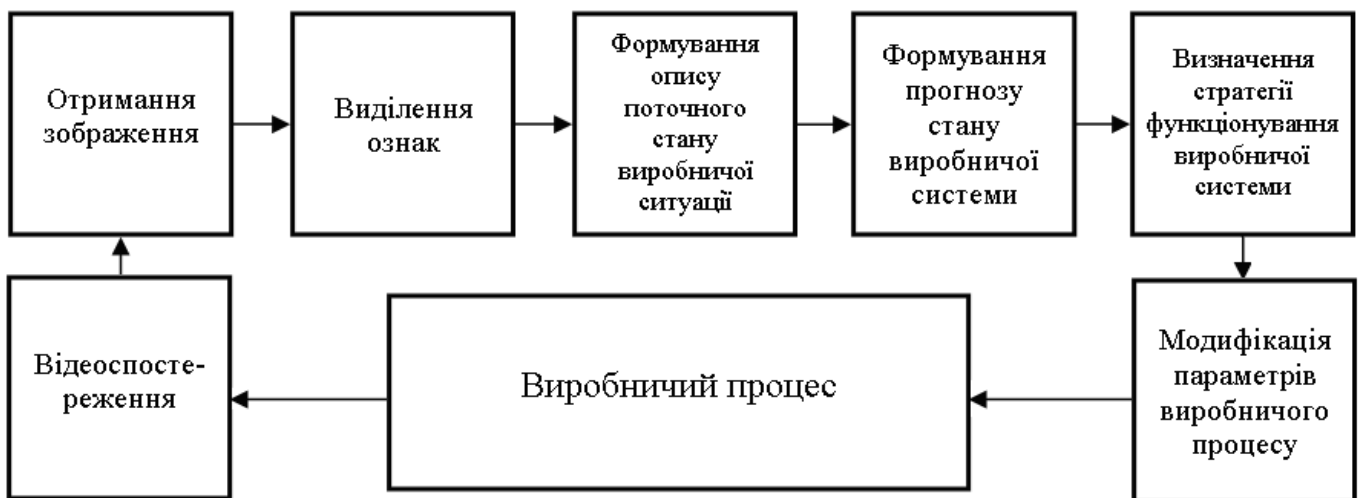 Отримання
зображення
Виділення
ознак
Формування
опису
поточного
стану
виробничої
ситуації
Формування
прогнозу
стану
виробничої
системи
Визначення
стратегії
функціонування
виробничої
системи
Відеоспосте-
реження
Виробничий процес
Модифікація
параметрів
виробничого
процесу